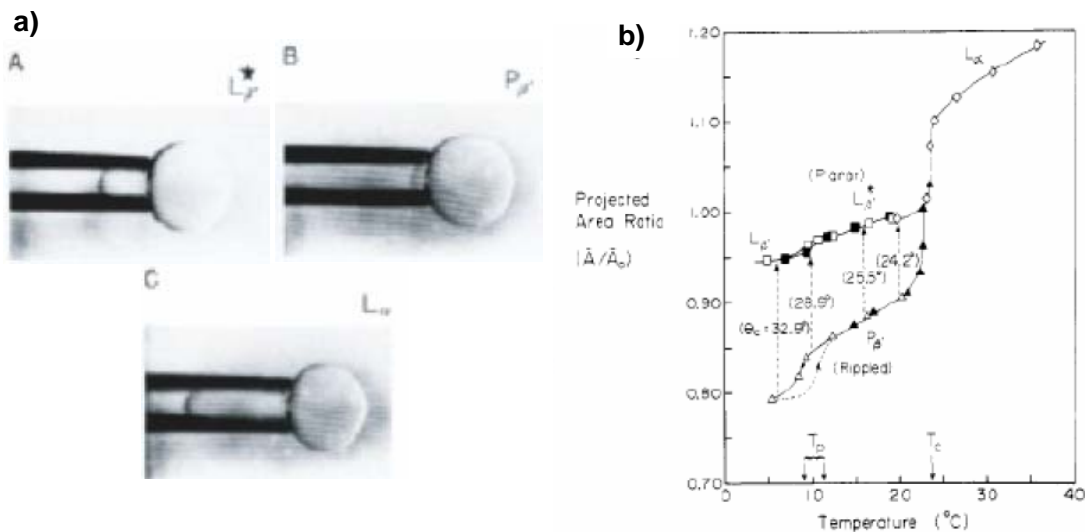 a)
A
L*β'
B
Pβ'
C
Lα
b)
1.20
1.10
1.00
0.90
0.80
0.70
Projected
Area Ratio
(Ā/Ā₀)
Lα
(Planar)
L*β'
Lβ'
(24.2°)
(25.5°)
(28.9°)
(θc=32.9°)
Pβ'
(Rippled)
Tp
Tc
0
10
20
30
40
Temperature (°C)